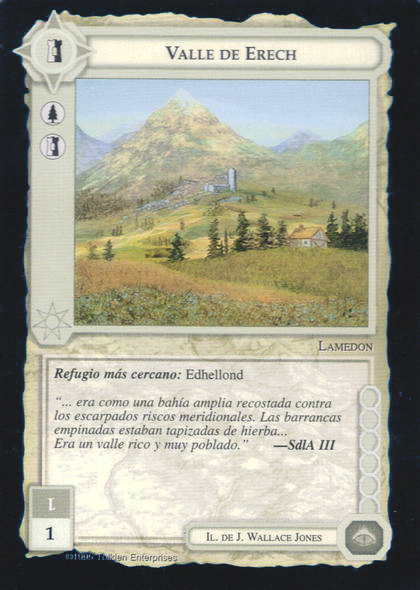 Valle de Erech
Lamedon
Refugio más cercano: Edhellond
“... era como una bahía amplia recostada contra
los escarpados riscos meridionales. Las barrancas
empinadas estaban tapizadas de hierba...
Era un valle rico y muy poblado.” —SdlA III
1
Il. de J. Wallace Jones
©1995 Tolkien Enterprises